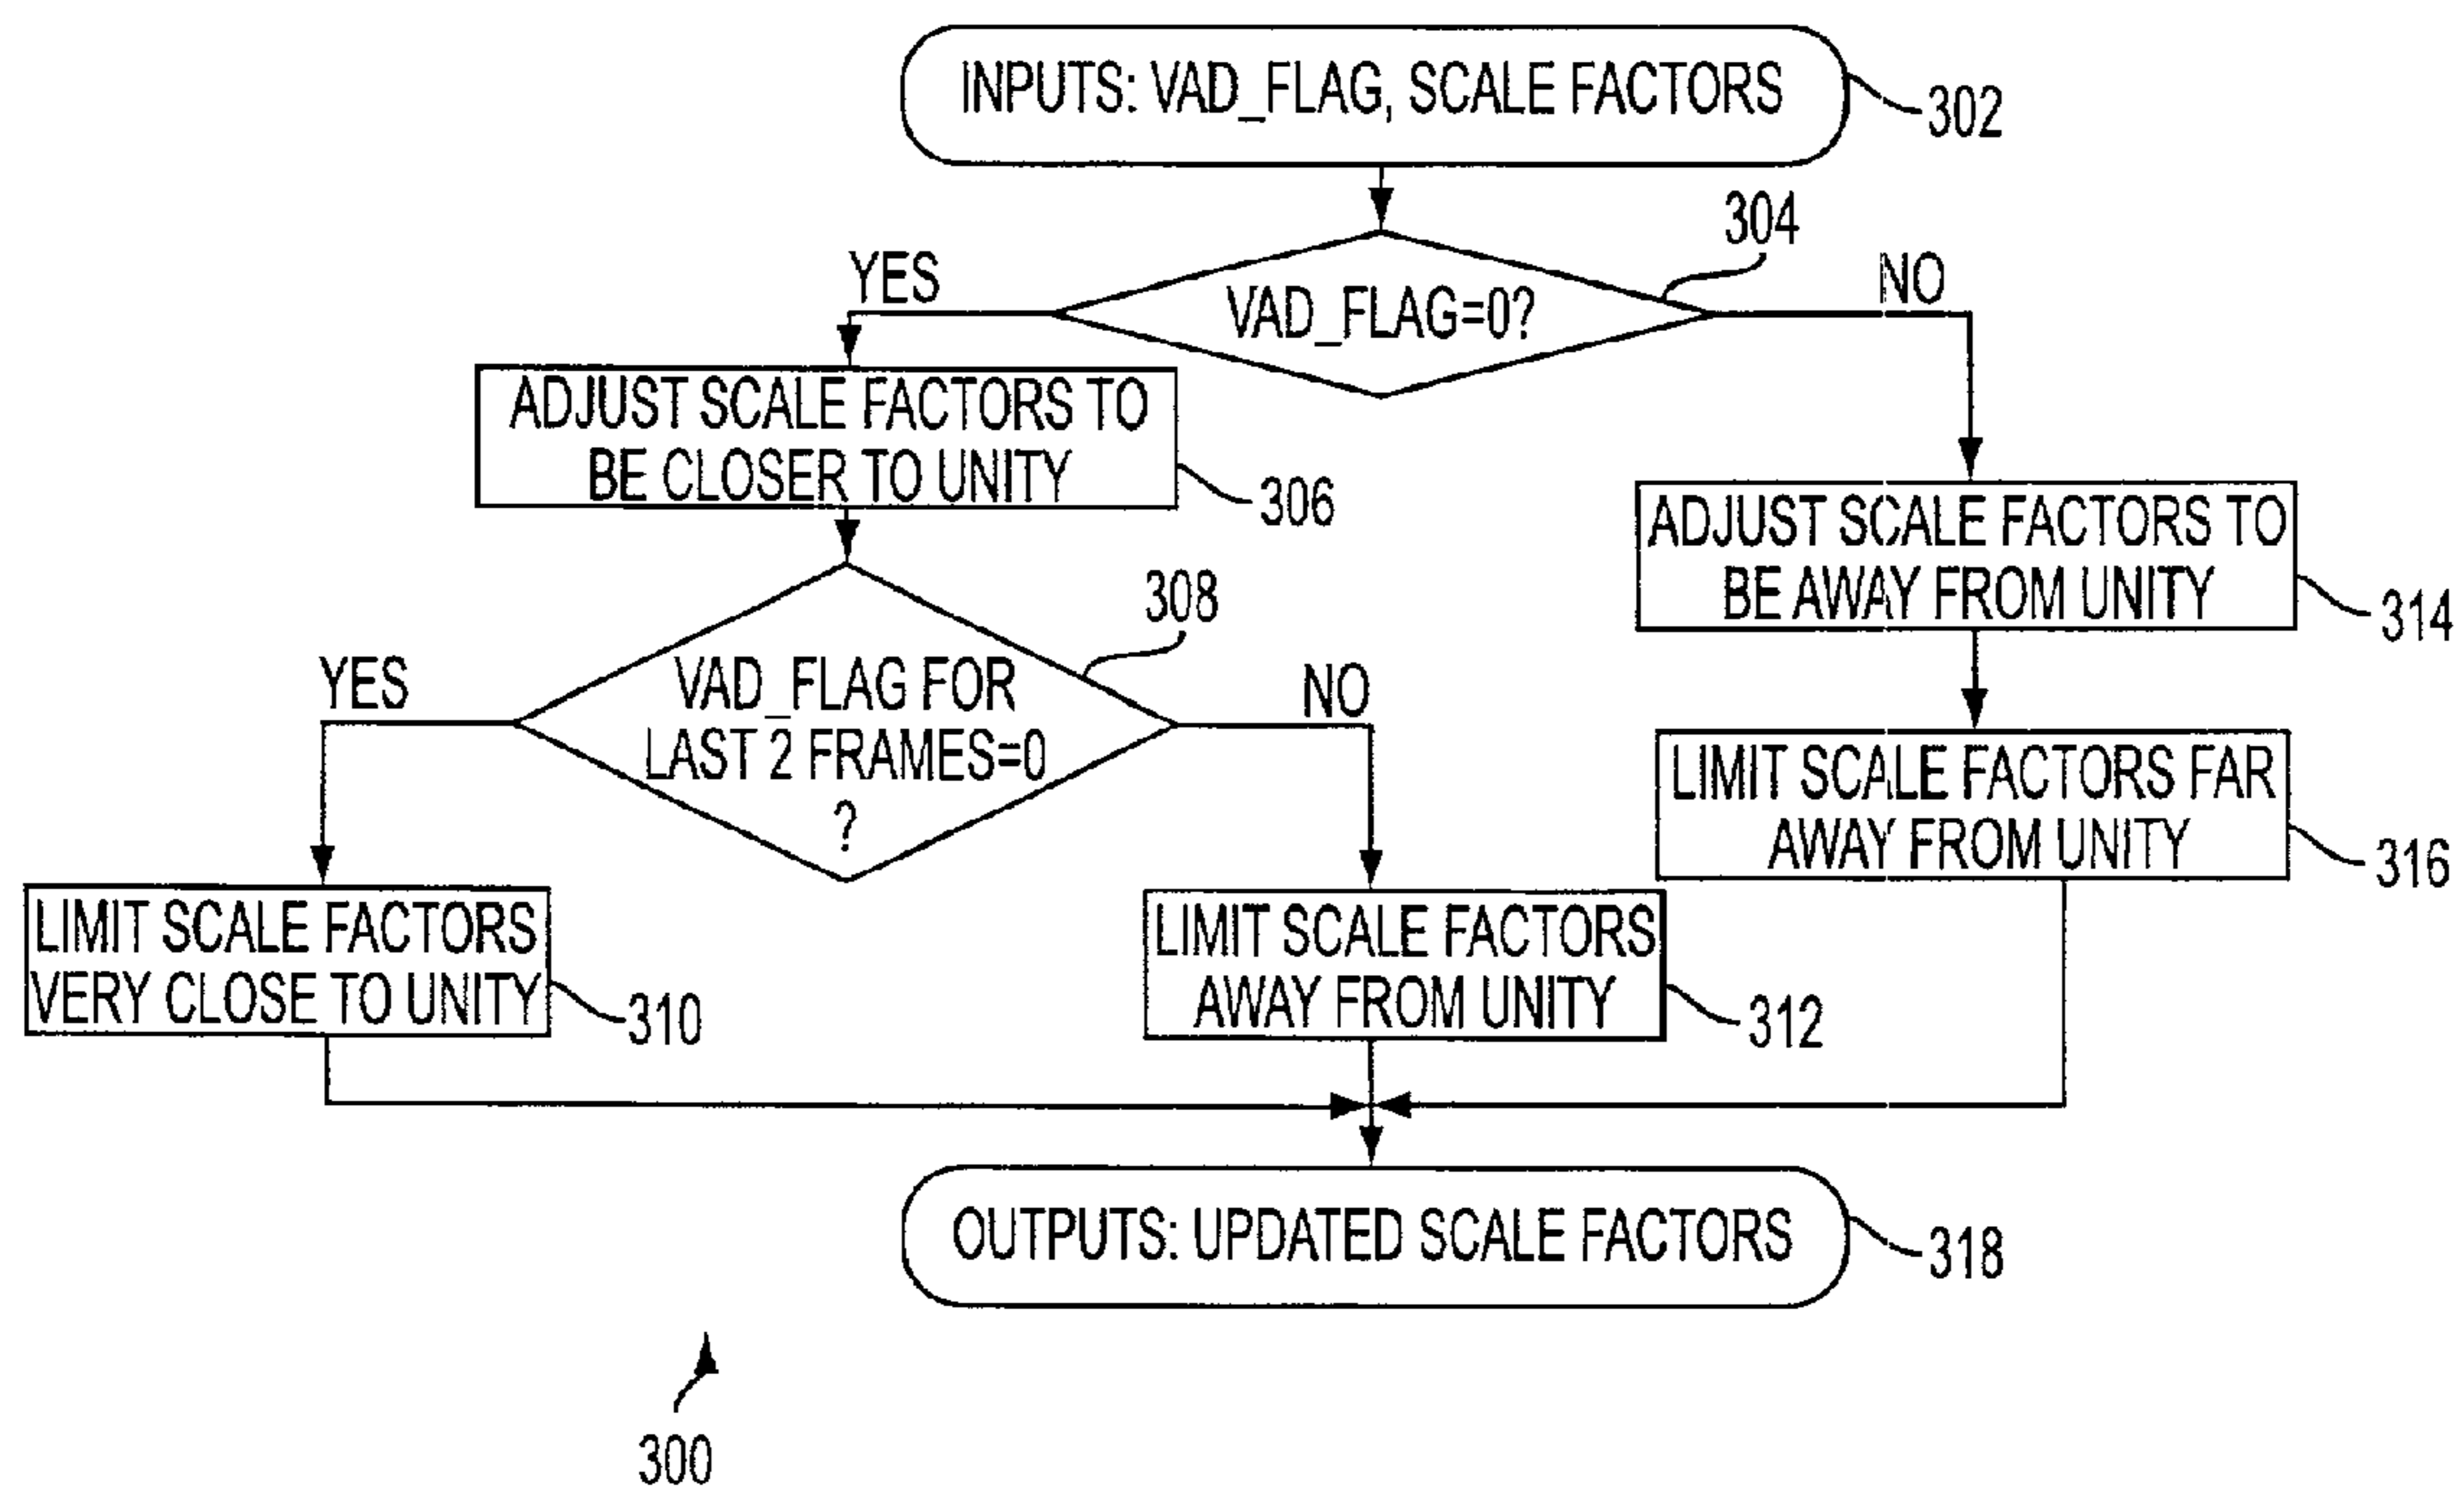 INPUTS: VAD_FLAG, SCALE FACTORS
302
304
YES
NO
VAD_FLAG=0?
ADJUST SCALE FACTORS TO
BE CLOSER TO UNITY
306
ADJUST SCALE FACTORS TO
BE AWAY FROM UNITY
314
308
YES
NO
VAD_FLAG FOR
LAST 2 FRAMES=0
?
LIMIT SCALE FACTORS FAR
AWAY FROM UNITY
316
LIMIT SCALE FACTORS
VERY CLOSE TO UNITY
310
LIMIT SCALE FACTORS
AWAY FROM UNITY
312
OUTPUTS: UPDATED SCALE FACTORS
318
300